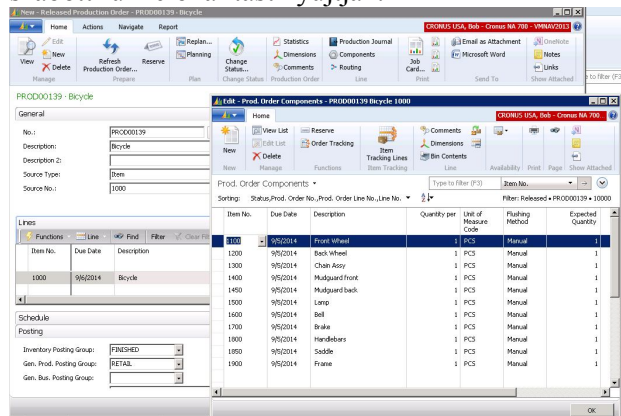 New - Released Production Order - PROD00139 · Bicycle
Home Actions Navigate Report
CRONUS USA, Bob - Cronus NA 700 - VMNAV2013
View
Edit
New
Delete
Manage
Refresh Production Order...
Reserve
Prepare
Replan...
Planning
Plan
Change Status...
Change Status
Statistics
Dimensions
Comments
Production Order
Production Journal
Components
Routing
Line
Job Card...
Print
Email as Attachment
Microsoft Word
Send To
OneNote
Notes
Links
Show Attached
to filter (F3)
PROD00139 · Bicycle
General
No.: PROD00139
Description: Bicycle
Description 2:
Source Type: Item
Source No.: 1000
Lines
Functions Line Find Filter Clear Fil
Item No. Due Date Description
1000 9/6/2014 Bicycle
Schedule
Posting
Inventory Posting Group: FINISHED
Gen. Prod. Posting Group: RETAIL
Gen. Bus. Posting Group:
Edit - Prod. Order Components - PROD00139 Bicycle 1000
Home
CRONUS USA, Bob - Cronus NA 700...
New
New
View List
Edit List
Delete
Manage
Reserve
Order Tracking
Functions
Item Tracking Lines
Item Tracking
Comments
Dimensions
Bin Contents
Line
Availability
Print
Page
Show Attached
Prod. Order Components
Type to filter (F3) Item No.
Sorting: Status,Prod. Order No.,Prod. Order Line No.,Line No.
Filter: Released • PROD00139 • 10000
Item No. Due Date Description Quantity per Unit of Measure Code Flushing Method Expected Quantity
1100 9/5/2014 Front Wheel 1 PCS Manual 1
1200 9/5/2014 Back Wheel 1 PCS Manual 1
1300 9/5/2014 Chain Assy 1 PCS Manual 1
1400 9/5/2014 Mudguard front 1 PCS Manual 1
1450 9/5/2014 Mudguard back 1 PCS Manual 1
1500 9/5/2014 Lamp 1 PCS Manual 1
1600 9/5/2014 Bell 1 PCS Manual 1
1700 9/5/2014 Brake 1 PCS Manual 1
1800 9/5/2014 Handlebars 1 PCS Manual 1
1850 9/5/2014 Saddle 1 PCS Manual 1
1900 9/5/2014 Frame 1 PCS Manual 1
OK